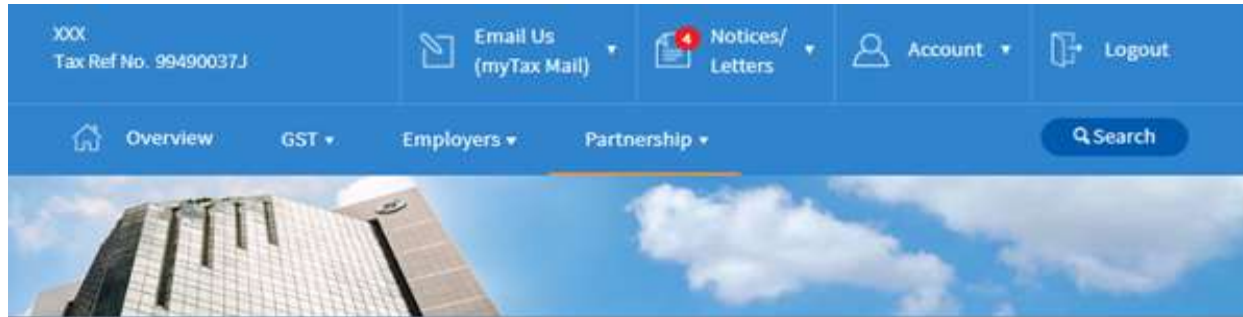 XXX
Tax Ref No. 99490037J
Email Us
(myTax Mail)
4
Notices/
Letters
Account
Logout
Overview
GST
Employers
Partnership
Search